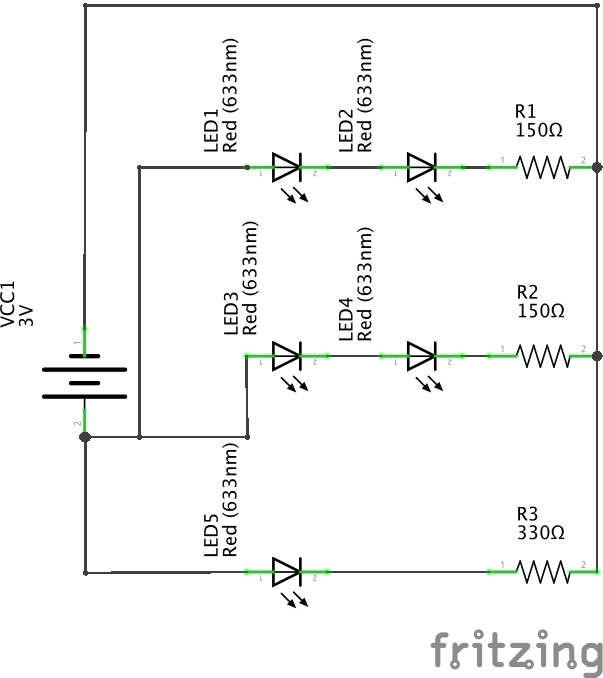 LED1
Red (633nm)
LED2
Red (633nm)
R1
150Ω
1
2
1
2
1
2
VCC1
3V
1
2
LED3
Red (633nm)
LED4
Red (633nm)
R2
150Ω
1
2
1
2
1
2
LED5
Red (633nm)
R3
330Ω
1
2
1
2
fritzing